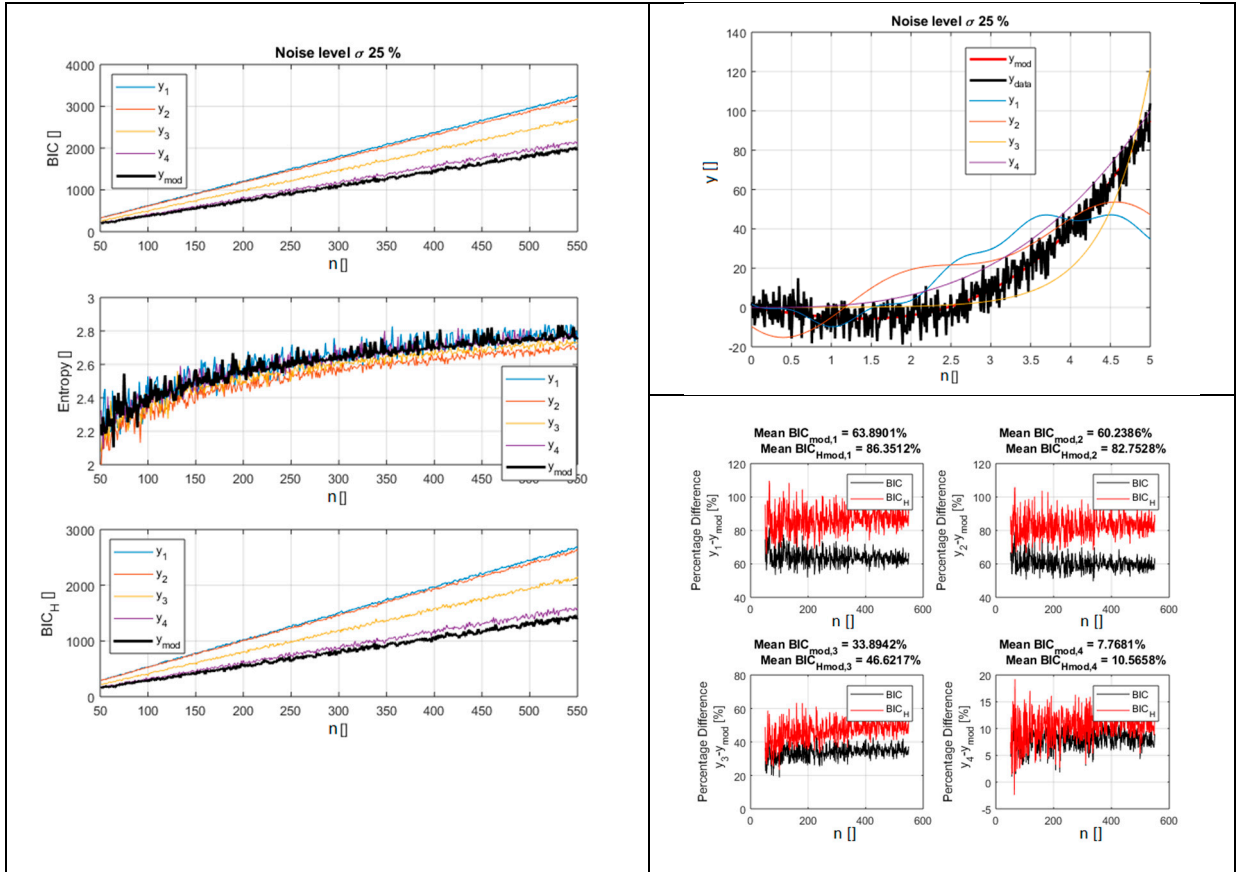 Noise level σ 25 %
BIC []
4000
3000
2000
1000
0
y1
y2
y3
y4
ymod
50 100 150 200 250 300 350 400 450 500 550
n []
Entropy []
3
2.8
2.6
2.4
2.2
2
y1
y2
y3
y4
ymod
50 100 150 200 250 300 350 400 450 500 550
n []
BICH []
3000
2000
1000
0
y1
y2
y3
y4
ymod
50 100 150 200 250 300 350 400 450 500 550
n []
Noise level σ 25 %
y []
140
120
100
80
60
40
20
0
-20
ymod
ydata
y1
y2
y3
y4
0 0.5 1 1.5 2 2.5 3 3.5 4 4.5 5
n []
Mean BICmod,1 = 63.8901%
Mean BICHmod,1 = 86.3512%
Percentage Difference
y1-ymod [%]
120
100
80
60
40
BIC
BICH
0 200 400 600
n []
Mean BICmod,2 = 60.2386%
Mean BICHmod,2 = 82.7528%
Percentage Difference
y2-ymod [%]
120
100
80
60
40
BIC
BICH
0 200 400 600
n []
Mean BICmod,3 = 33.8942%
Mean BICHmod,3 = 46.6217%
Percentage Difference
y3-ymod [%]
80
60
40
20
0
BIC
BICH
0 200 400 600
n []
Mean BICmod,4 = 7.7681%
Mean BICHmod,4 = 10.5658%
Percentage Difference
y4-ymod [%]
20
15
10
5
0
-5
BIC
BICH
0 200 400 600
n []